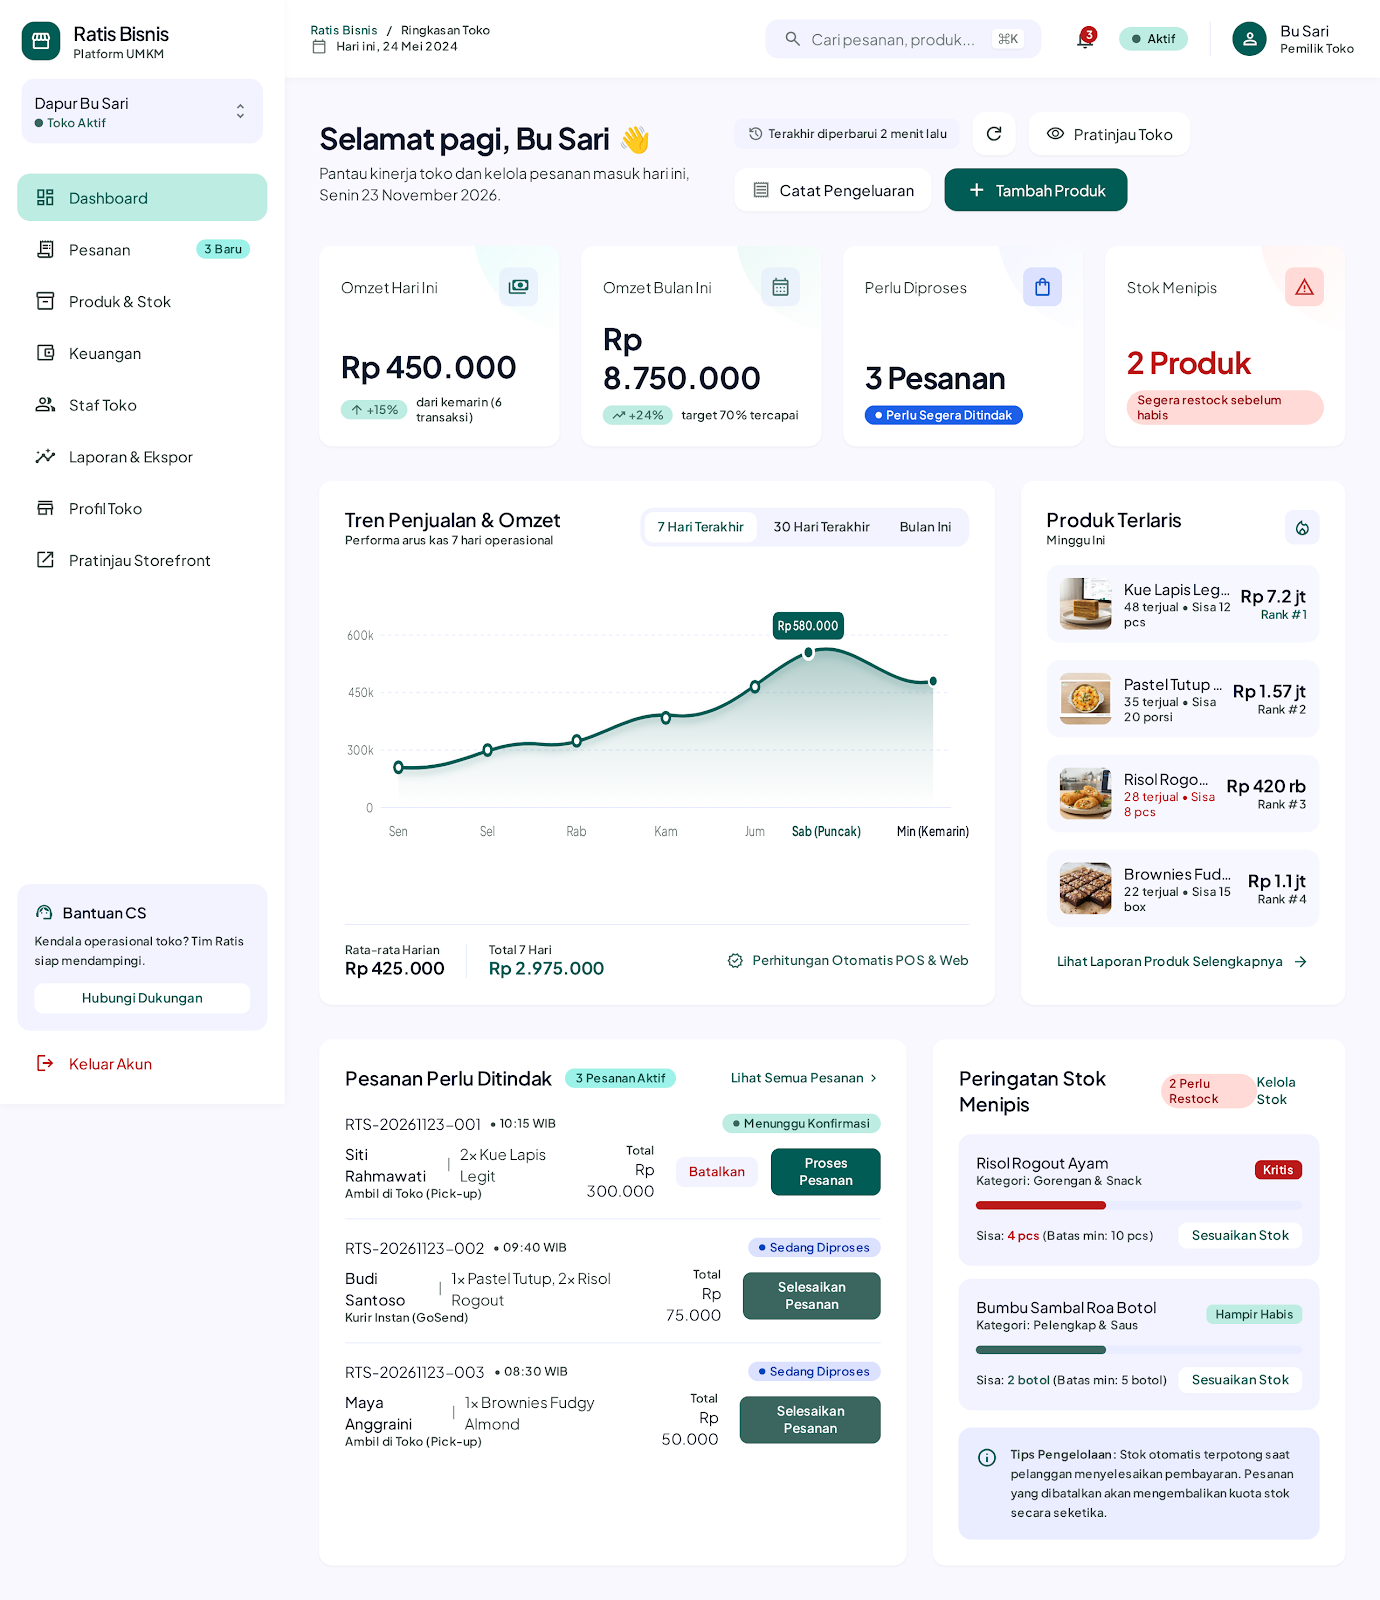 Ratis Bisnis
Platform UMKM
Dapur Bu Sari
Toko Aktif
Dashboard
Pesanan
3 Baru
Produk & Stok
Keuangan
Staf Toko
Laporan & Ekspor
Profil Toko
Pratinjau Storefront
Bantuan CS
Kendala operasional toko? Tim Ratis
siap mendampingi.
Hubungi Dukungan
Keluar Akun
Ratis Bisnis / Ringkasan Toko
Hari ini, 24 Mei 2024
Cari pesanan, produk...
⌘K
3
Aktif
Bu Sari
Pemilik Toko
Selamat pagi, Bu Sari 👋
Pantau kinerja toko dan kelola pesanan masuk hari ini,
Senin 23 November 2026.
Terakhir diperbarui 2 menit lalu
Pratinjau Toko
Catat Pengeluaran
Tambah Produk
Omzet Hari Ini
Rp 450.000
+15%
dari kemarin (6
transaksi)
Omzet Bulan Ini
Rp
8.750.000
+24%
target 70% tercapai
Perlu Diproses
3 Pesanan
Perlu Segera Ditindak
Stok Menipis
2 Produk
Segera restock sebelum
habis
Tren Penjualan & Omzet
Performa arus kas 7 hari operasional
7 Hari Terakhir
30 Hari Terakhir
Bulan Ini
Rp 580.000
600k
450k
300k
0
Sen
Sel
Rab
Kam
Jum
Sab (Puncak)
Min (Kemarin)
Rata-rata Harian
Rp 425.000
Total 7 Hari
Rp 2.975.000
Perhitungan Otomatis POS & Web
Produk Terlaris
Minggu Ini
Kue Lapis Leg...
48 terjual • Sisa 12
pcs
Rp 7.2 jt
Rank #1
Pastel Tutup ...
35 terjual • Sisa
20 porsi
Rp 1.57 jt
Rank #2
Risol Rogo...
28 terjual • Sisa
8 pcs
Rp 420 rb
Rank #3
Brownies Fud...
22 terjual • Sisa 15
box
Rp 1.1 jt
Rank #4
Lihat Laporan Produk Selengkapnya
Pesanan Perlu Ditindak
3 Pesanan Aktif
Lihat Semua Pesanan
RTS-20261123-001 • 10:15 WIB
Menunggu Konfirmasi
Siti
Rahmawati
|
2x Kue Lapis
Legit
Ambil di Toko (Pick-up)
Total
Rp
300.000
Batalkan
Proses
Pesanan
RTS-20261123-002 • 09:40 WIB
Sedang Diproses
Budi
Santoso
|
1x Pastel Tutup, 2x Risol
Rogout
Kurir Instan (GoSend)
Total
Rp
75.000
Selesaikan
Pesanan
RTS-20261123-003 • 08:30 WIB
Sedang Diproses
Maya
Anggraini
|
1x Brownies Fudgy
Almond
Ambil di Toko (Pick-up)
Total
Rp
50.000
Selesaikan
Pesanan
Peringatan Stok
Menipis
2 Perlu
Restock
Kelola
Stok
Risol Rogout Ayam
Kategori: Gorengan & Snack
Kritis
Sisa: 4 pcs (Batas min: 10 pcs)
Sesuaikan Stok
Bumbu Sambal Roa Botol
Kategori: Pelengkap & Saus
Hampir Habis
Sisa: 2 botol (Batas min: 5 botol)
Sesuaikan Stok
Tips Pengelolaan: Stok otomatis terpotong saat
pelanggan menyelesaikan pembayaran. Pesanan
yang dibatalkan akan mengembalikan kuota stok
secara seketika.